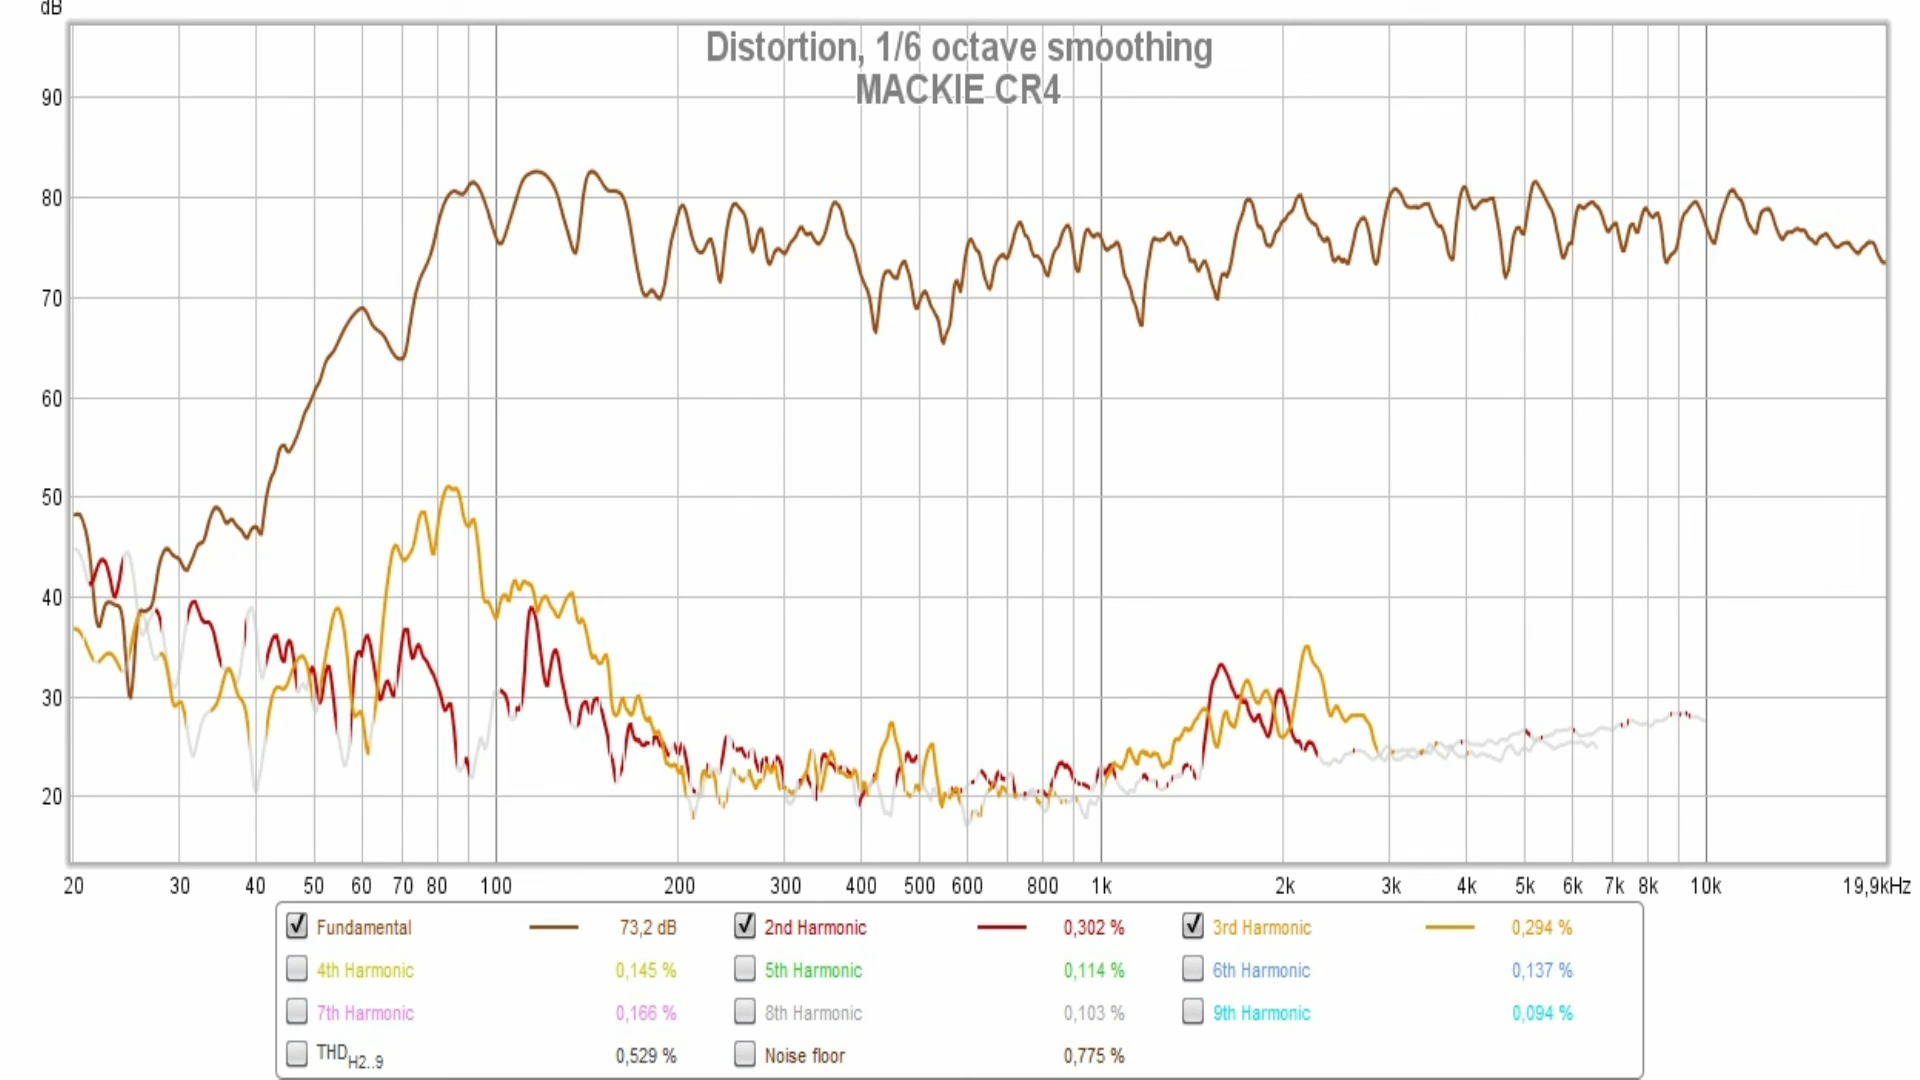 dB
Distortion, 1/6 octave smoothing
MACKIE CR4
90
80
70
60
50
40
30
20
20 30 40 50 60 70 80 100 200 300 400 500 600 800 1k 2k 3k 4k 5k 6k 7k 8k 10k 19,9kHz
Fundamental 73,2 dB 2nd Harmonic 0,302 % 3rd Harmonic 0,294 %
4th Harmonic 0,145 % 5th Harmonic 0,114 % 6th Harmonic 0,137 %
7th Harmonic 0,166 % 8th Harmonic 0,103 % 9th Harmonic 0,094 %
THD H2..9 0,529 % Noise floor 0,775 %